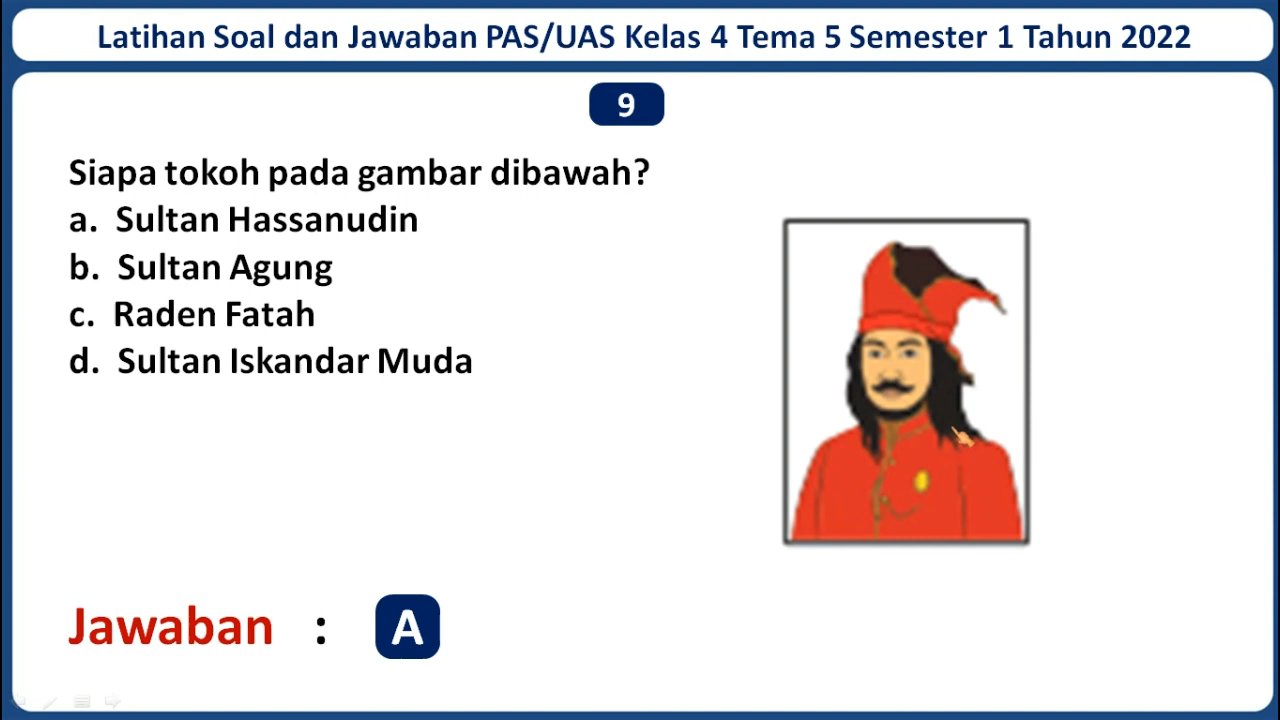 Latihan Soal dan Jawaban PAS/UAS Kelas 4 Tema 5 Semester 1 Tahun 2022
9
Siapa tokoh pada gambar dibawah?
a. Sultan Hassanudin
b. Sultan Agung
c. Raden Fatah
d. Sultan Iskandar Muda
Jawaban : A